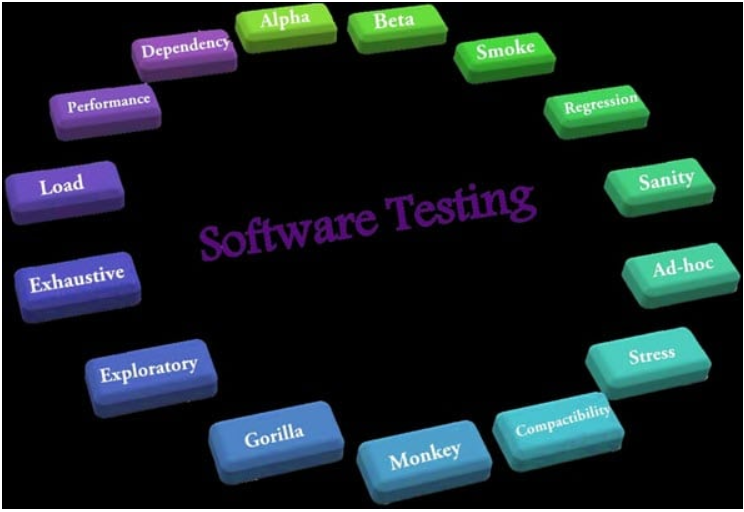 Alpha
Beta
Smoke
Regression
Sanity
Ad-hoc
Stress
Compactibility
Monkey
Gorilla
Exploratory
Exhaustive
Load
Performance
Dependency
Software Testing